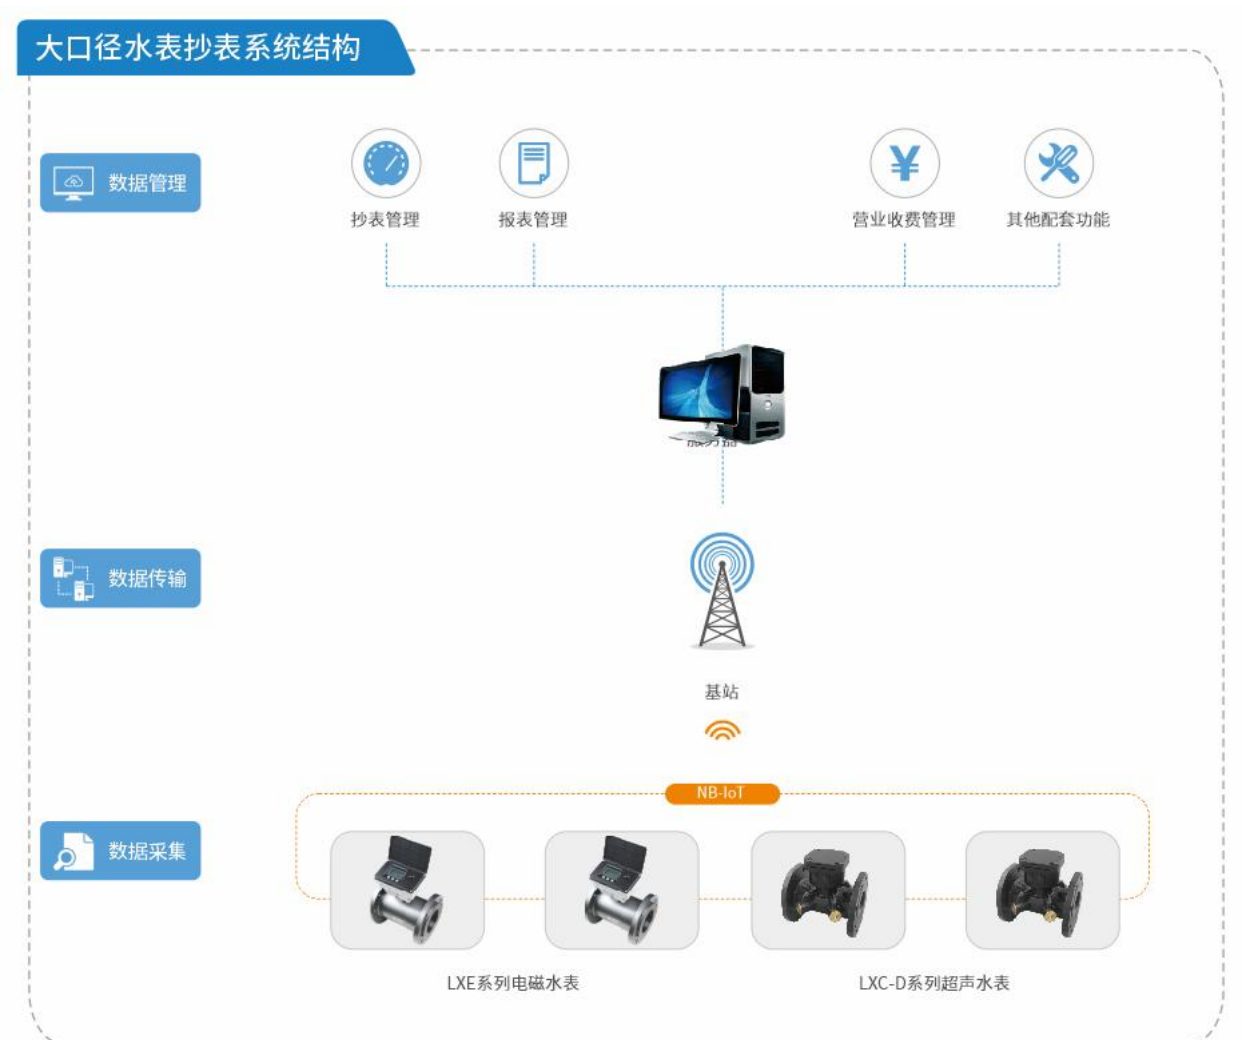 大口径水表抄表系统结构
数据管理
抄表管理
报表管理
营业收费管理
其他配套功能
数据传输
基站
NB-IoT
数据采集
LXE系列电磁水表
LXC-D系列超声水表